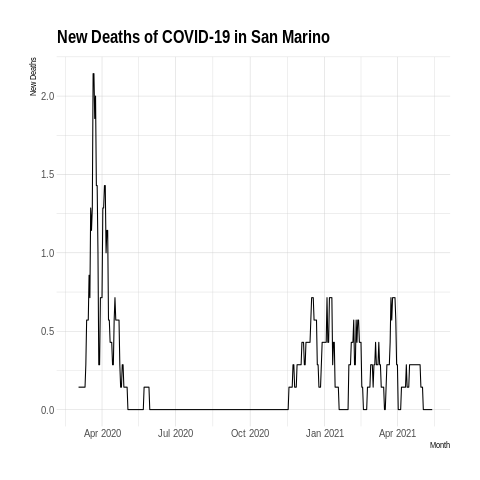 New Deaths of COVID-19 in San Marino
New Deaths
2.0
1.5
1.0
0.5
0.0
Apr 2020 Jul 2020 Oct 2020 Jan 2021 Apr 2021
Month